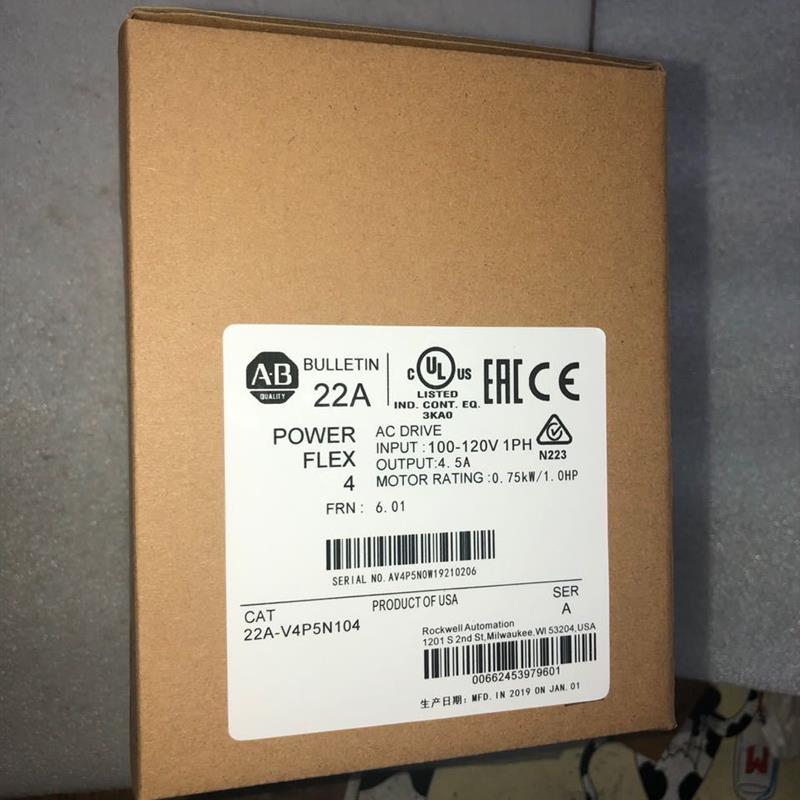 A-B
QUALITY
BULLETIN
22A
C UL US
LISTED
IND. CONT. EQ.
3KA0
EAC CE
N223
POWER
FLEX
4
AC DRIVE
INPUT :100-120V 1PH
OUTPUT:4.5A
MOTOR RATING :0.75kW/1.0HP
FRN : 6.01
SERIAL NO.AV4P5N0W19210206
PRODUCT OF USA
CAT
22A-V4P5N104
SER
A
Rockwell Automation
1201 S 2nd St,Milwaukee,WI 53204,USA
00662453979601
生产日期: MFD.IN 2019 ON JAN.01
W